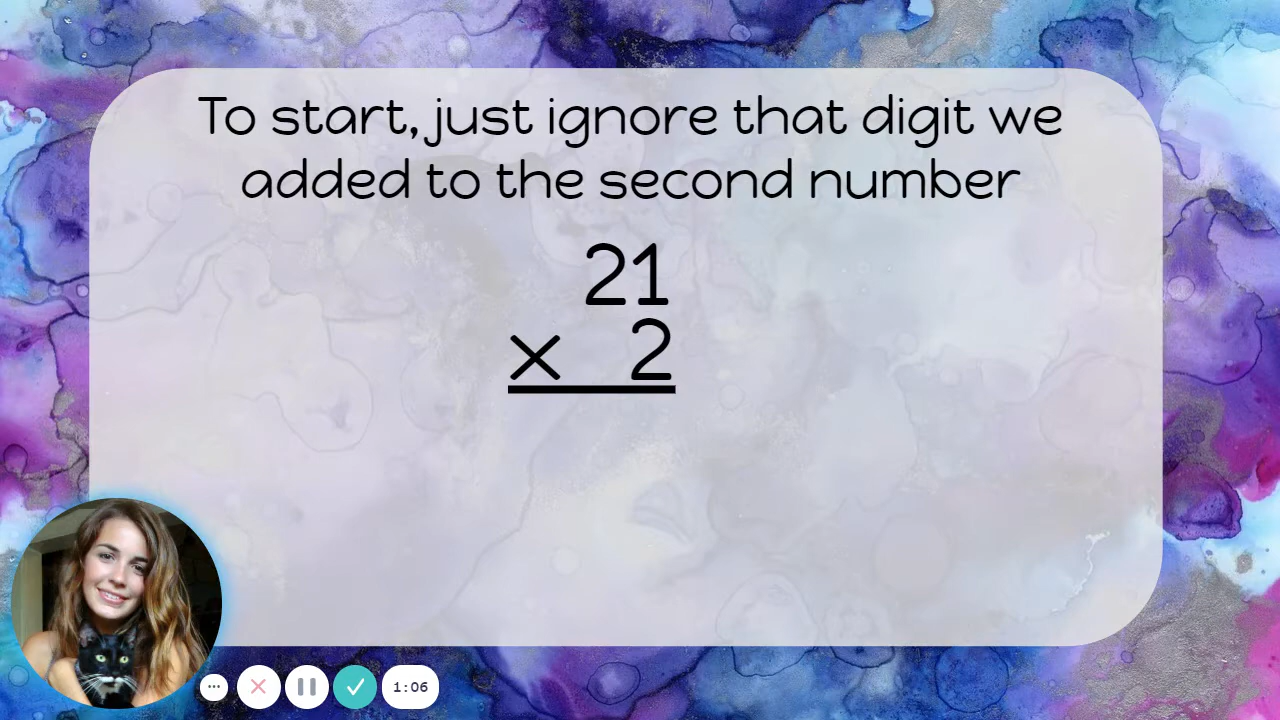 To start, just ignore that digit we
added to the second number
21
× 2
1:06